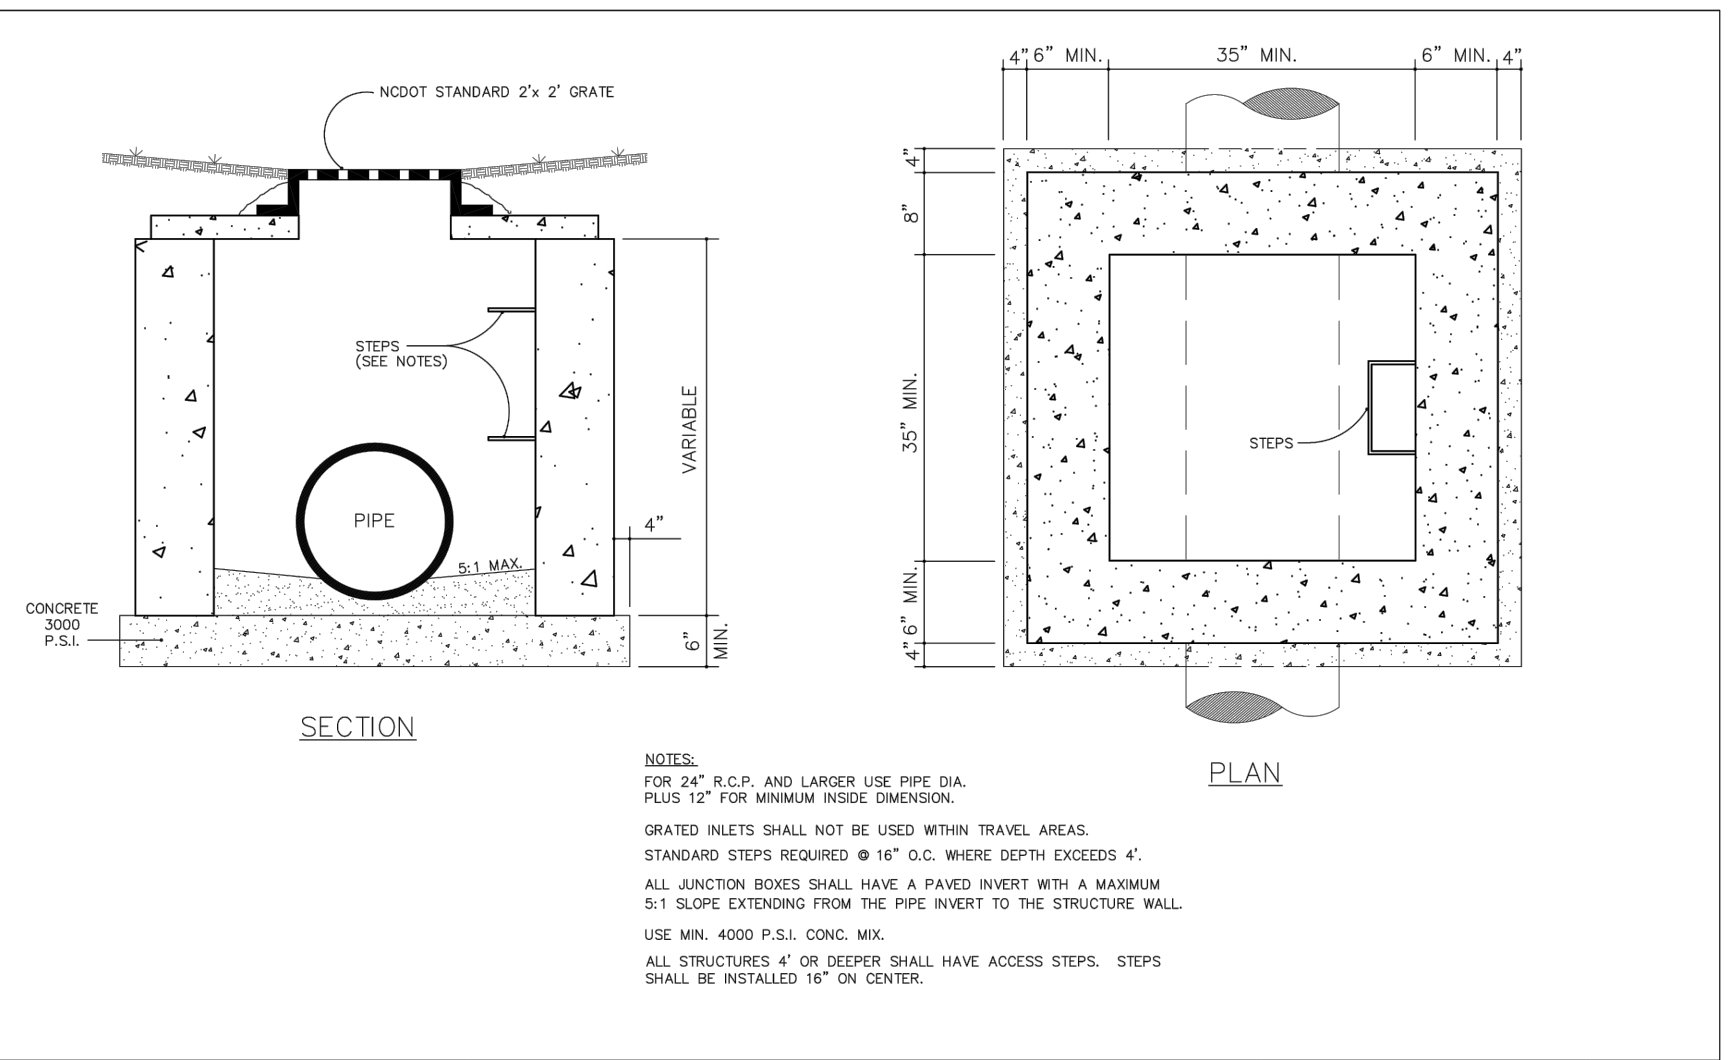 NCDOT STANDARD 2'x 2' GRATE
STEPS
(SEE NOTES)
VARIABLE
PIPE
4"
5:1 MAX.
CONCRETE
3000
P.S.I.
6"
MIN.
SECTION
4" 6" MIN. 35" MIN. 6" MIN. 4"
4"
8"
35" MIN.
6" MIN.
4"
STEPS
PLAN
NOTES:
FOR 24" R.C.P. AND LARGER USE PIPE DIA.
PLUS 12" FOR MINIMUM INSIDE DIMENSION.
GRATED INLETS SHALL NOT BE USED WITHIN TRAVEL AREAS.
STANDARD STEPS REQUIRED @ 16" O.C. WHERE DEPTH EXCEEDS 4'.
ALL JUNCTION BOXES SHALL HAVE A PAVED INVERT WITH A MAXIMUM
5:1 SLOPE EXTENDING FROM THE PIPE INVERT TO THE STRUCTURE WALL.
USE MIN. 4000 P.S.I. CONC. MIX.
ALL STRUCTURES 4' OR DEEPER SHALL HAVE ACCESS STEPS. STEPS
SHALL BE INSTALLED 16" ON CENTER.